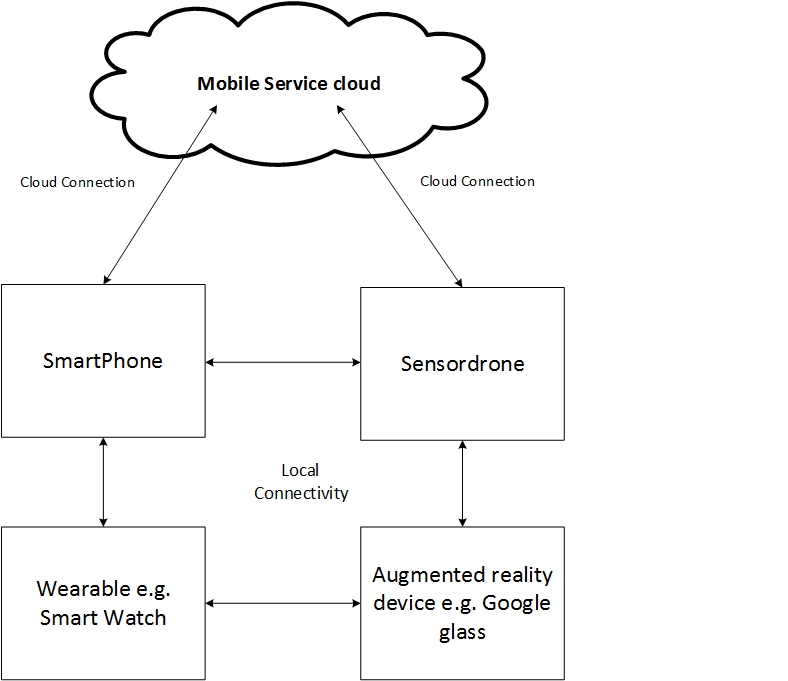 Mobile Service cloud
Cloud Connection
Cloud Connection
SmartPhone
Sensordrone
Local
Connectivity
Wearable e.g.
Smart Watch
Augmented reality
device e.g. Google
glass